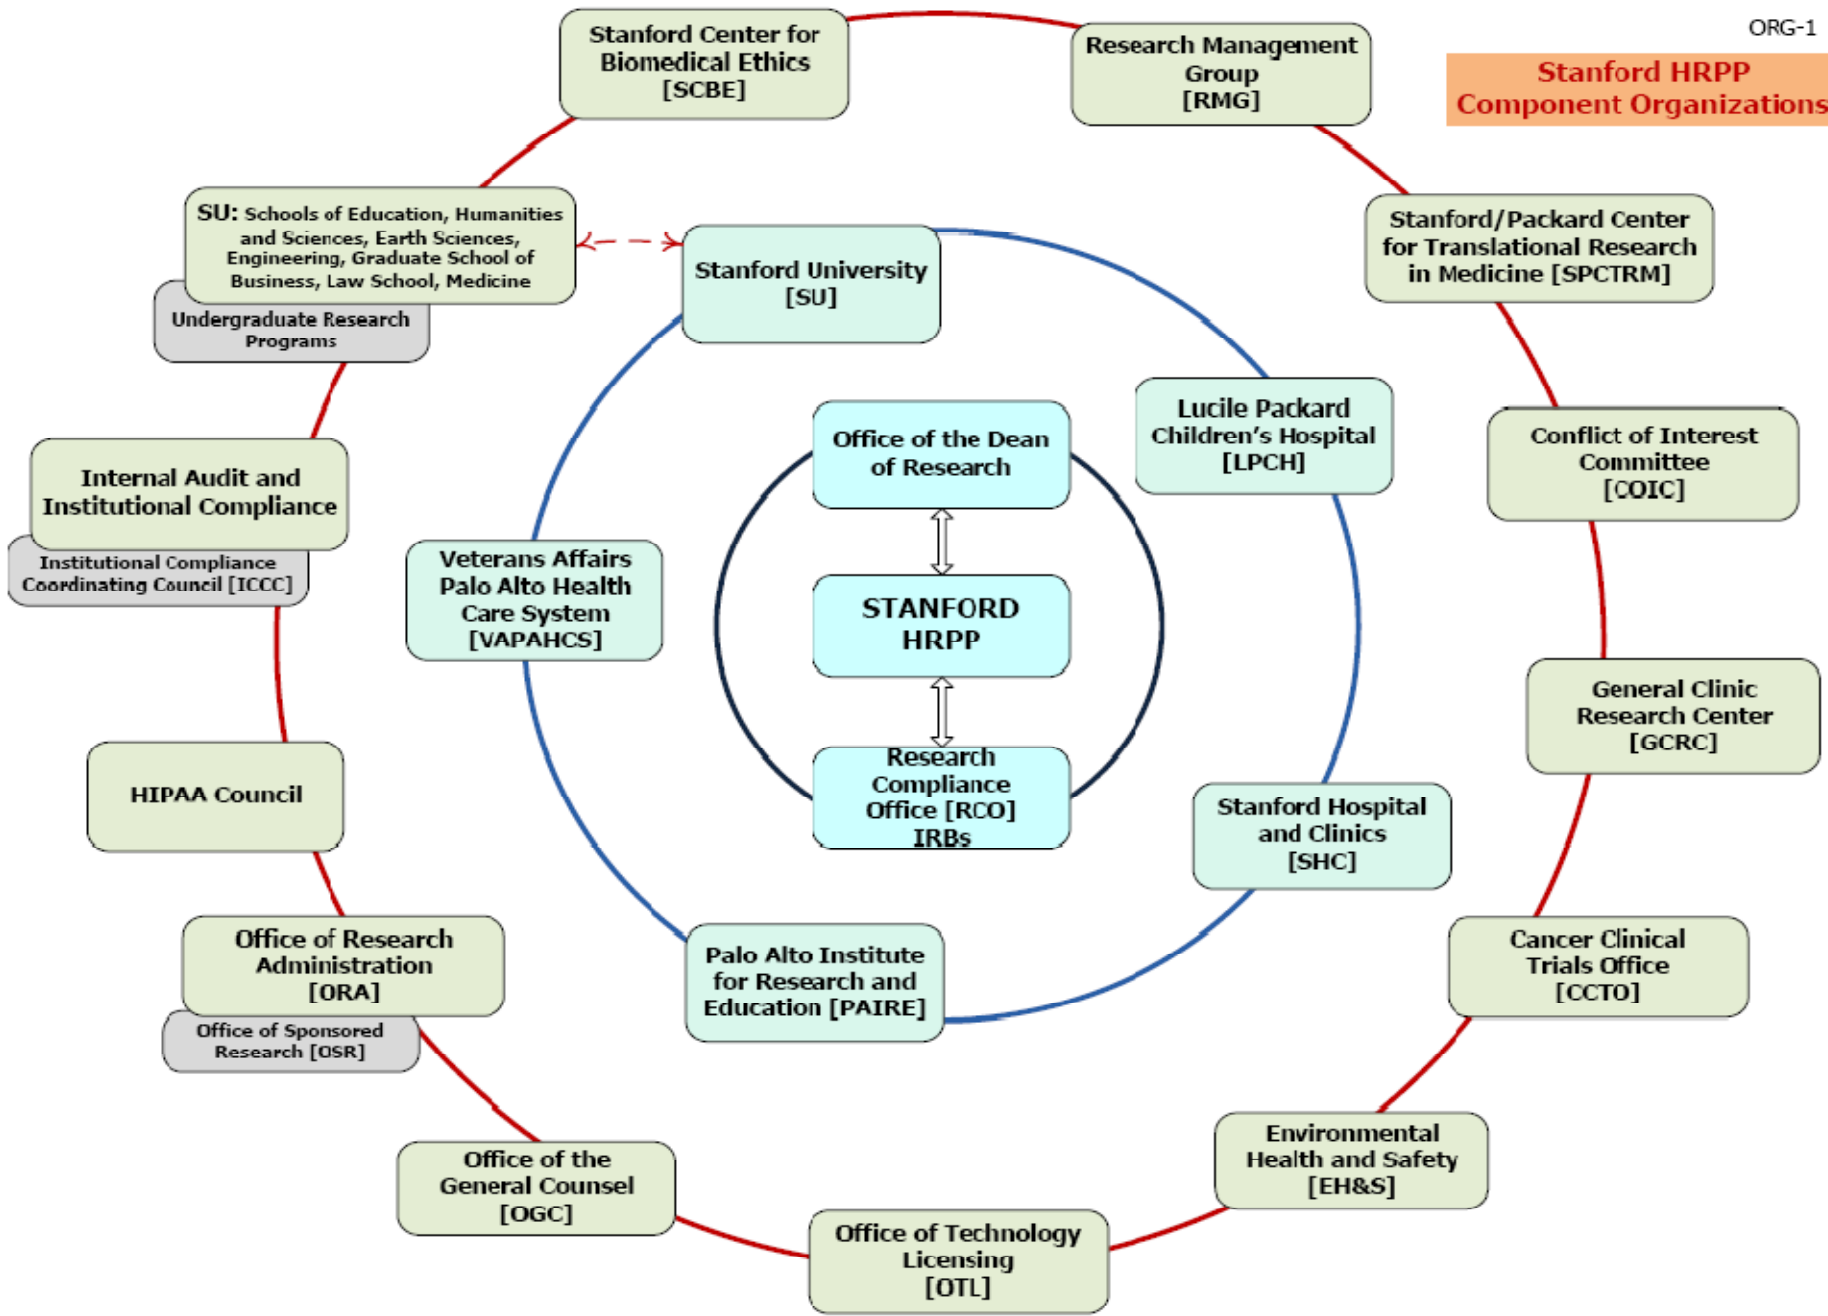 ORG-1
Stanford HRPP
Component Organizations
Stanford Center for
Biomedical Ethics
[SCBE]
Research Management
Group
[RMG]
SU: Schools of Education, Humanities
and Sciences, Earth Sciences,
Engineering, Graduate School of
Business, Law School, Medicine
Undergraduate Research
Programs
Stanford University
[SU]
Stanford/Packard Center
for Translational Research
in Medicine [SPCTRM]
Lucile Packard
Children's Hospital
[LPCH]
Office of the Dean
of Research
Conflict of Interest
Committee
[COIC]
Internal Audit and
Institutional Compliance
Institutional Compliance
Coordinating Council [ICCC]
Veterans Affairs
Palo Alto Health
Care System
[VAPAHCS]
STANFORD
HRPP
General Clinic
Research Center
[GCRC]
HIPAA Council
Research
Compliance
Office [RCO]
IRBs
Stanford Hospital
and Clinics
[SHC]
Office of Research
Administration
[ORA]
Office of Sponsored
Research [OSR]
Palo Alto Institute
for Research and
Education [PAIRE]
Cancer Clinical
Trials Office
[CCTO]
Office of the
General Counsel
[OGC]
Office of Technology
Licensing
[OTL]
Environmental
Health and Safety
[EH&S]